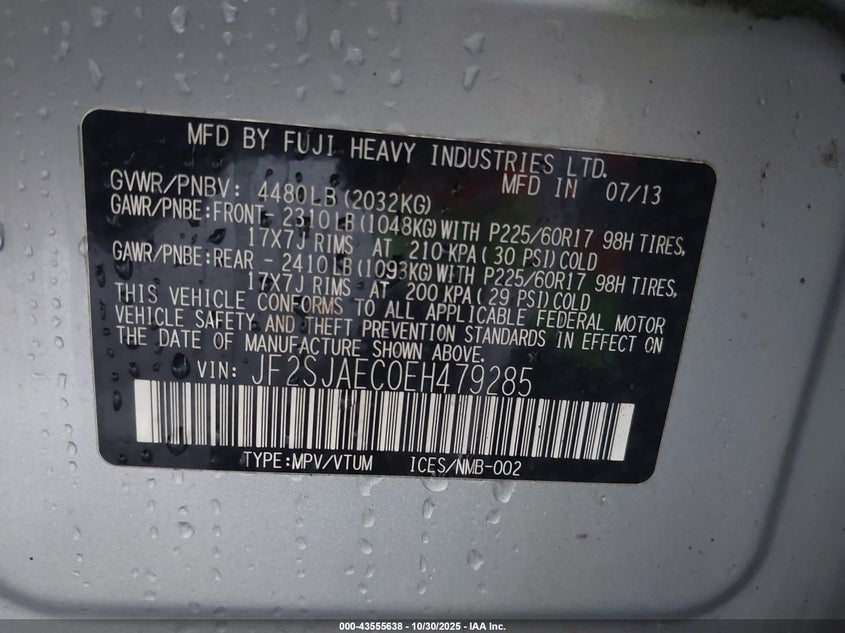 MFD BY FUJI HEAVY INDUSTRIES LTD.
MFD IN 07/13
GVWR/PNBV: 4480LB(2032KG)
GAWR/PNBE:FRONT- 2310LB(1048KG)WITH P225/60R17 98H TIRES,
17X7J RIMS AT 210 KPA( 30 PSI)COLD
GAWR/PNBE:REAR - 2410LB(1093KG)WITH P225/60R17 98H TIRES,
17X7J RIMS AT 200 KPA( 29 PSI)COLD
THIS VEHICLE CONFORMS TO ALL APPLICABLE FEDERAL MOTOR
VEHICLE SAFETY AND THEFT PREVENTION STANDARDS IN EFFECT ON
THE DATE OF MANUFACTURE SHOWN ABOVE.
VIN: JF2SJAEC0EH479285
TYPE:MPV/VTUM ICES/NMB-002
000-43555638 - 10/30/2025 - IAA Inc.